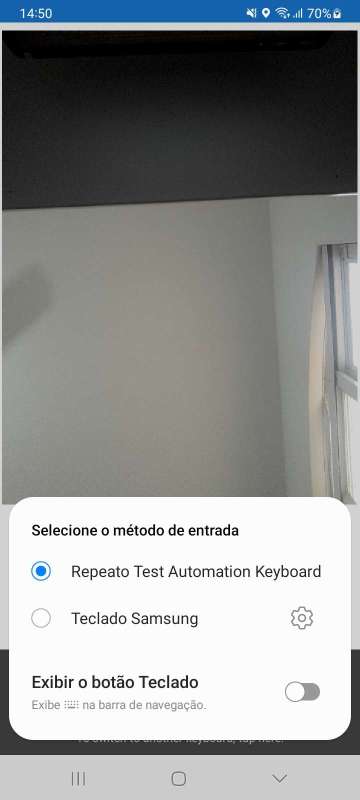 14:50
70%
Selecione o método de entrada
Repeato Test Automation Keyboard
Teclado Samsung
Exibir o botão Teclado
Exibe na barra de navegação.
To switch to another keyboard, tap here.